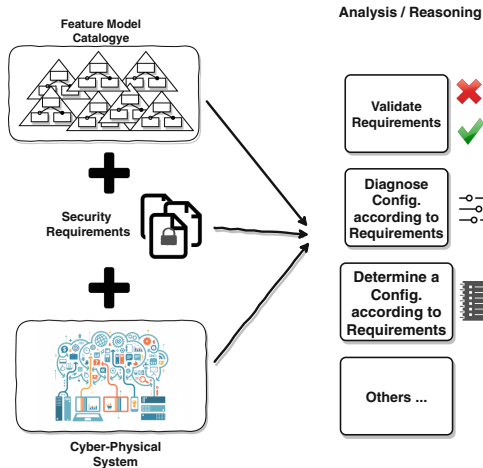 Feature Model
Catalogye
Security
Requirements
Cyber-Physical
System
Analysis / Reasoning
Validate
Requirements
Diagnose
Config.
according to
Requirements
Determine a
Config.
according to
Requirements
Others ...